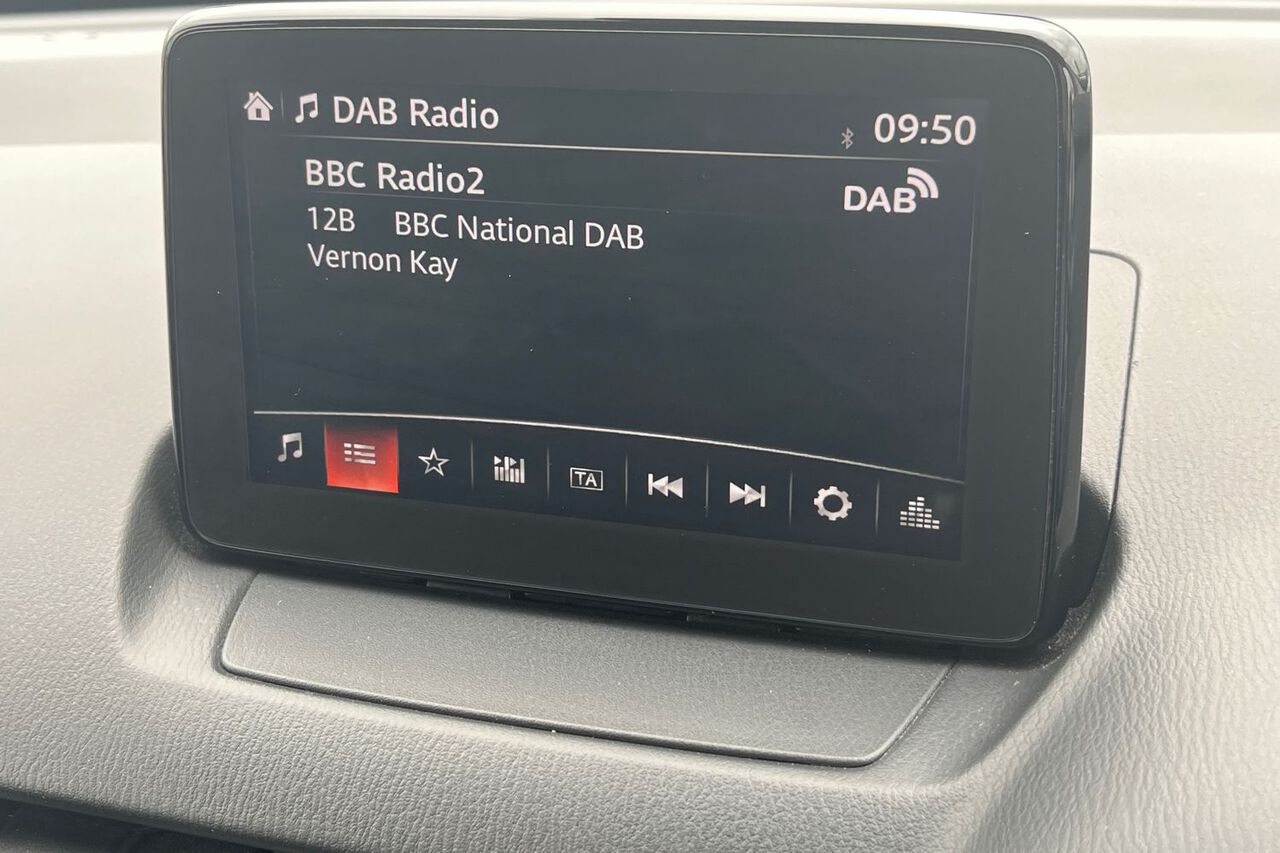 DAB Radio
09:50
BBC Radio2
DAB
12B BBC National DAB
Vernon Kay
TA